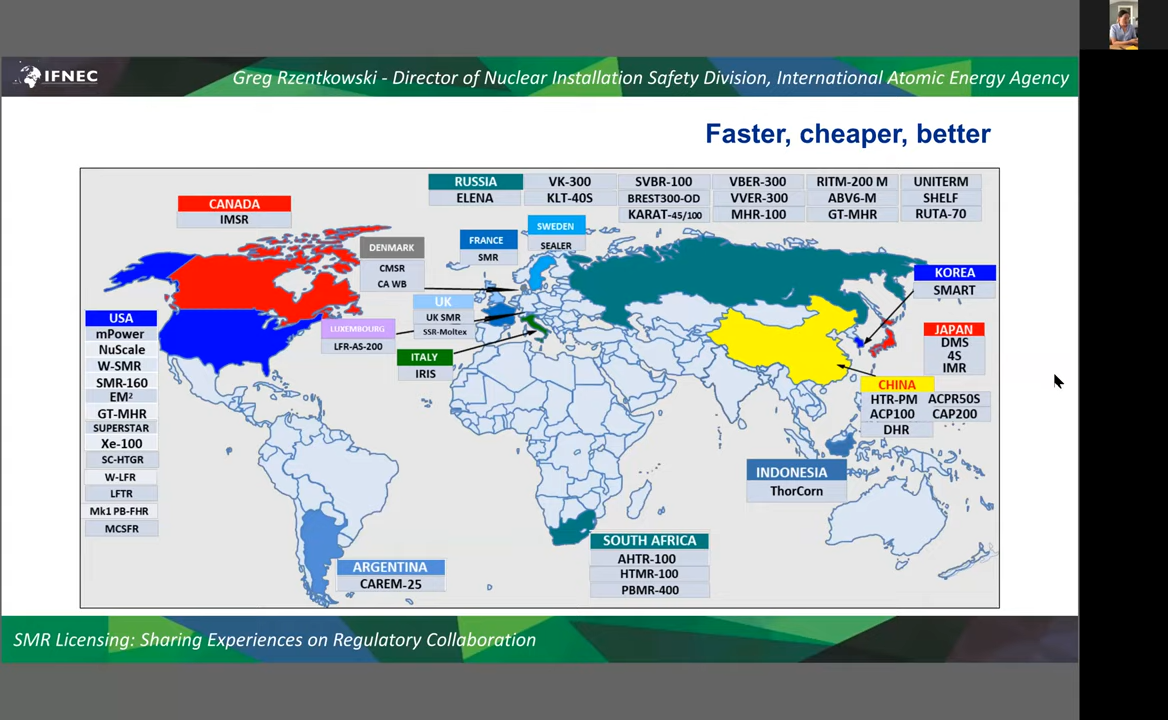 IFNEC
Greg Rzentkowski - Director of Nuclear Installation Safety Division, International Atomic Energy Agency
Faster, cheaper, better
RUSSIA
ELENA
VK-300
KLT-40S
SVBR-100
BREST300-OD
KARAT-45/100
VBER-300
VVER-300
MHR-100
RITM-200 M
ABV6-M
GT-MHR
UNITERM
SHELF
RUTA-70
CANADA
IMSR
DENMARK
CMSR
CA WB
FRANCE
SMR
SWEDEN
SEALER
KOREA
SMART
UK
UK SMR
SSR-Moltex
LUXEMBOURG
LFR-AS-200
ITALY
IRIS
USA
mPower
NuScale
W-SMR
SMR-160
EM²
GT-MHR
SUPERSTAR
Xe-100
SC-HTGR
W-LFR
LFTR
Mk1 PB-FHR
MCSFR
JAPAN
DMS
4S
IMR
CHINA
HTR-PM
ACPR50S
ACP100
CAP200
DHR
INDONESIA
ThorCorn
SOUTH AFRICA
AHTR-100
HTMR-100
PBMR-400
ARGENTINA
CAREM-25
SMR Licensing: Sharing Experiences on Regulatory Collaboration